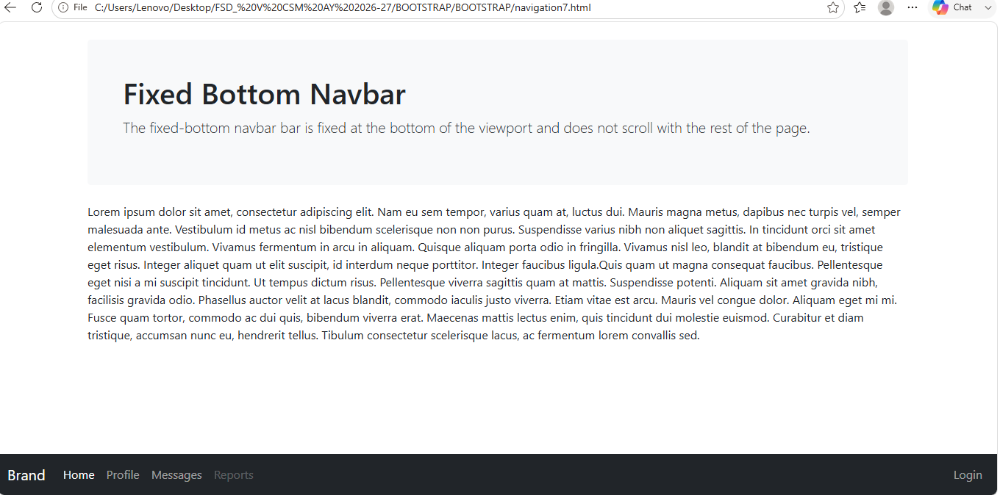 File C:/Users/Lenovo/Desktop/FSD_%20V%20CSM%20AY%202026-27/BOOTSTRAP/BOOTSTRAP/navigation7.html Chat
Fixed Bottom Navbar
The fixed-bottom navbar bar is fixed at the bottom of the viewport and does not scroll with the rest of the page.
Lorem ipsum dolor sit amet, consectetur adipiscing elit. Nam eu sem tempor, varius quam at, luctus dui. Mauris magna metus, dapibus nec turpis vel, semper
malesuada ante. Vestibulum id metus ac nisl bibendum scelerisque non non purus. Suspendisse varius nibh non aliquet sagittis. In tincidunt orci sit amet
elementum vestibulum. Vivamus fermentum in arcu in aliquam. Quisque aliquam porta odio in fringilla. Vivamus nisl leo, blandit at bibendum eu, tristique
eget risus. Integer aliquet quam ut elit suscipit, id interdum neque porttitor. Integer faucibus ligula.Quis quam ut magna consequat faucibus. Pellentesque
eget nisi a mi suscipit tincidunt. Ut tempus dictum risus. Pellentesque viverra sagittis quam at mattis. Suspendisse potenti. Aliquam sit amet gravida nibh,
facilisis gravida odio. Phasellus auctor velit at lacus blandit, commodo iaculis justo viverra. Etiam vitae est arcu. Mauris vel congue dolor. Aliquam eget mi mi.
Fusce quam tortor, commodo ac dui quis, bibendum viverra erat. Maecenas mattis lectus enim, quis tincidunt dui molestie euismod. Curabitur et diam
tristique, accumsan nunc eu, hendrerit tellus. Tibulum consectetur scelerisque lacus, ac fermentum lorem convallis sed.
Brand Home Profile Messages Reports Login